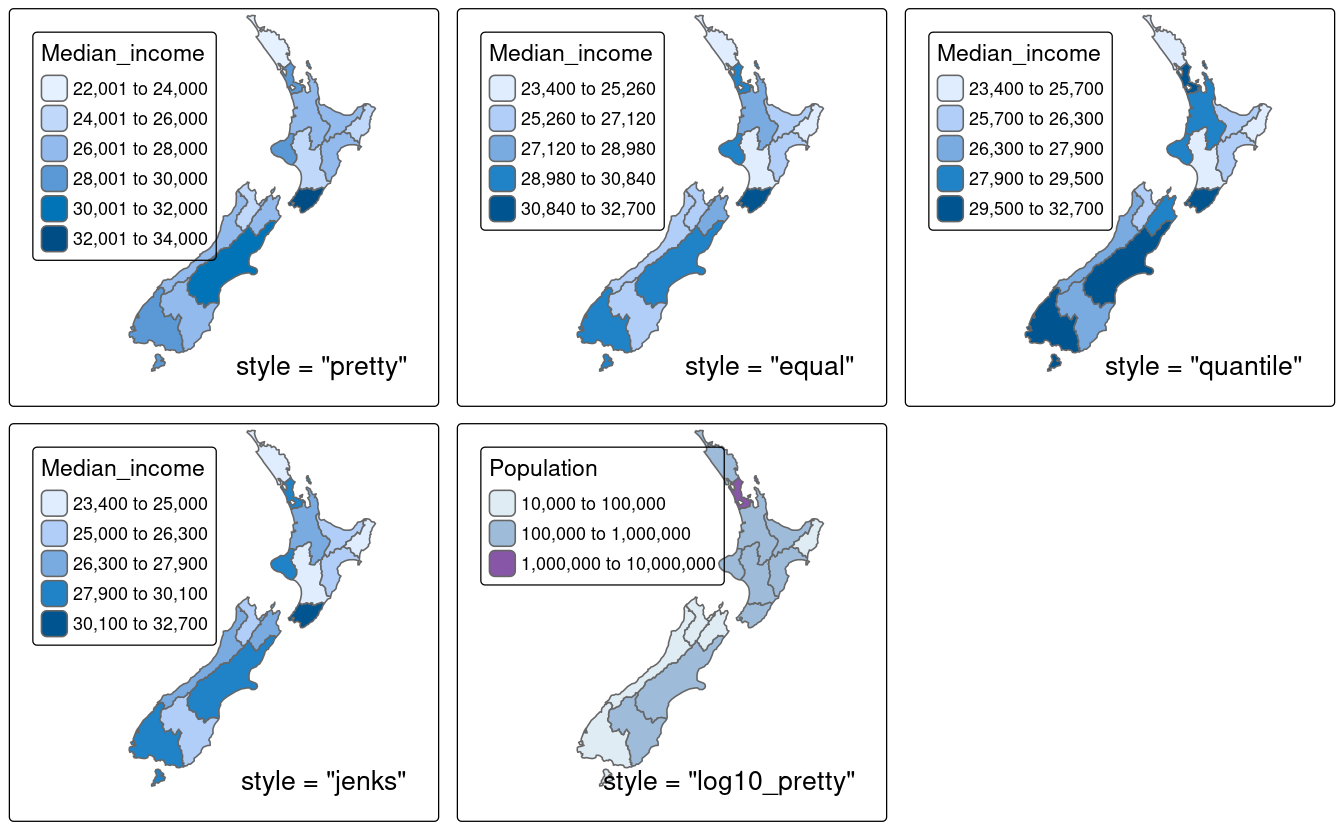 Median_income
22,001 to 24,000
24,001 to 26,000
26,001 to 28,000
28,001 to 30,000
30,001 to 32,000
32,001 to 34,000
style = "pretty"
Median_income
23,400 to 25,260
25,260 to 27,120
27,120 to 28,980
28,980 to 30,840
30,840 to 32,700
style = "equal"
Median_income
23,400 to 25,700
25,700 to 26,300
26,300 to 27,900
27,900 to 29,500
29,500 to 32,700
style = "quantile"
Median_income
23,400 to 25,000
25,000 to 26,300
26,300 to 27,900
27,900 to 30,100
30,100 to 32,700
style = "jenks"
Population
10,000 to 100,000
100,000 to 1,000,000
1,000,000 to 10,000,000
style = "log10_pretty"